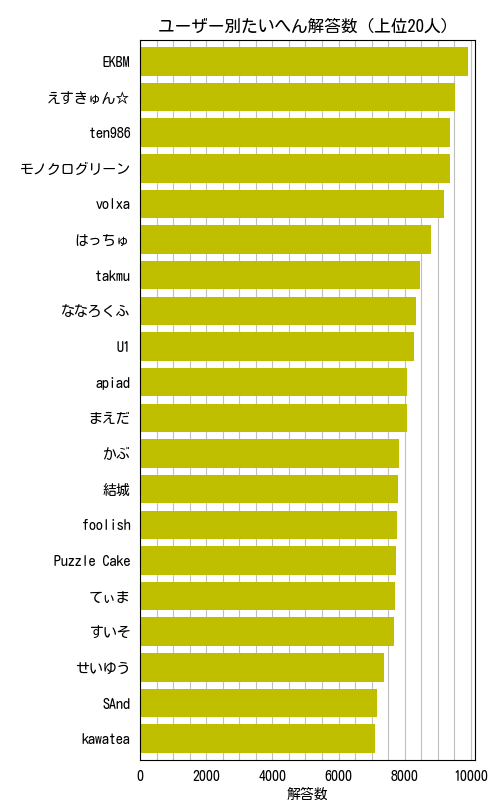 ユーザー別たいへん解答数（上位20人）
EKBM
えすきゅん☆
ten986
モノクログリーン
volxa
はっちゅ
takmu
ななろくふ
U1
apiad
まえだ
かぶ
結城
foolish
Puzzle Cake
てぃま
すいそ
せいゆう
SAnd
kawatea
0 2000 4000 6000 8000 10000
解答数